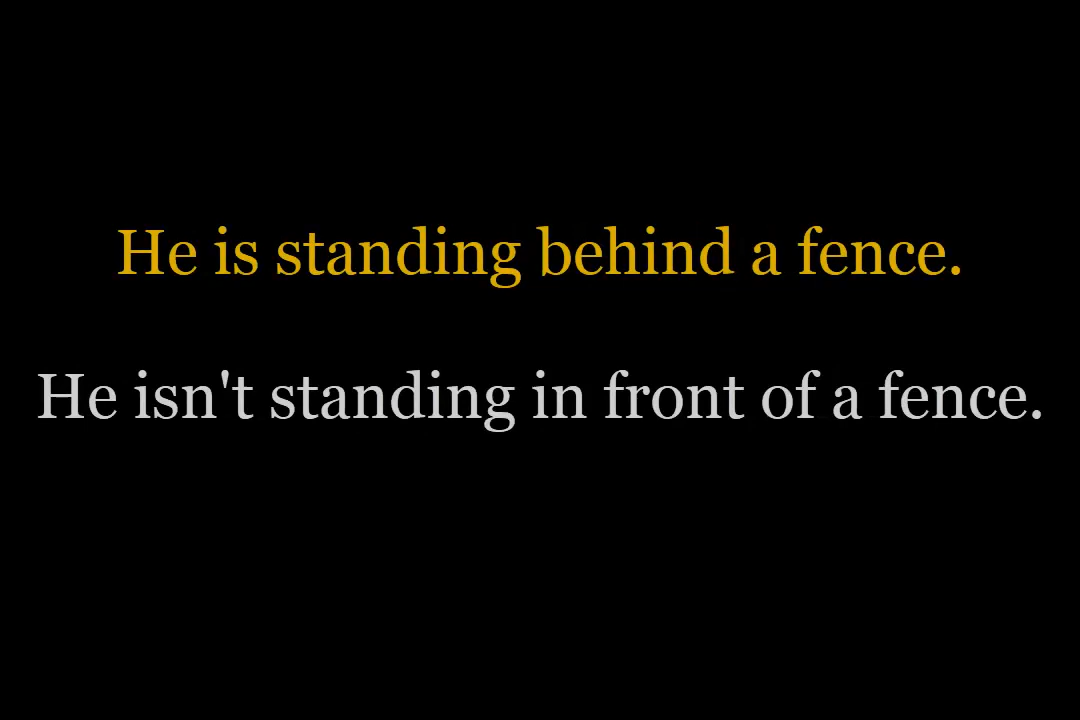 He is standing behind a fence.
He isn't standing in front of a fence.